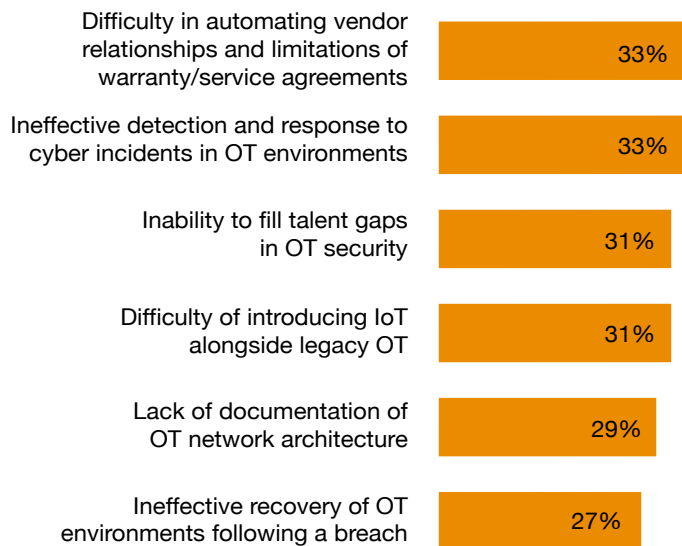 Difficulty in automating vendor
relationships and limitations of
warranty/service agreements
33%
Ineffective detection and response to
cyber incidents in OT environments
33%
Inability to fill talent gaps
in OT security
31%
Difficulty of introducing IoT
alongside legacy OT
31%
Lack of documentation of
OT network architecture
29%
Ineffective recovery of OT
environments following a breach
27%